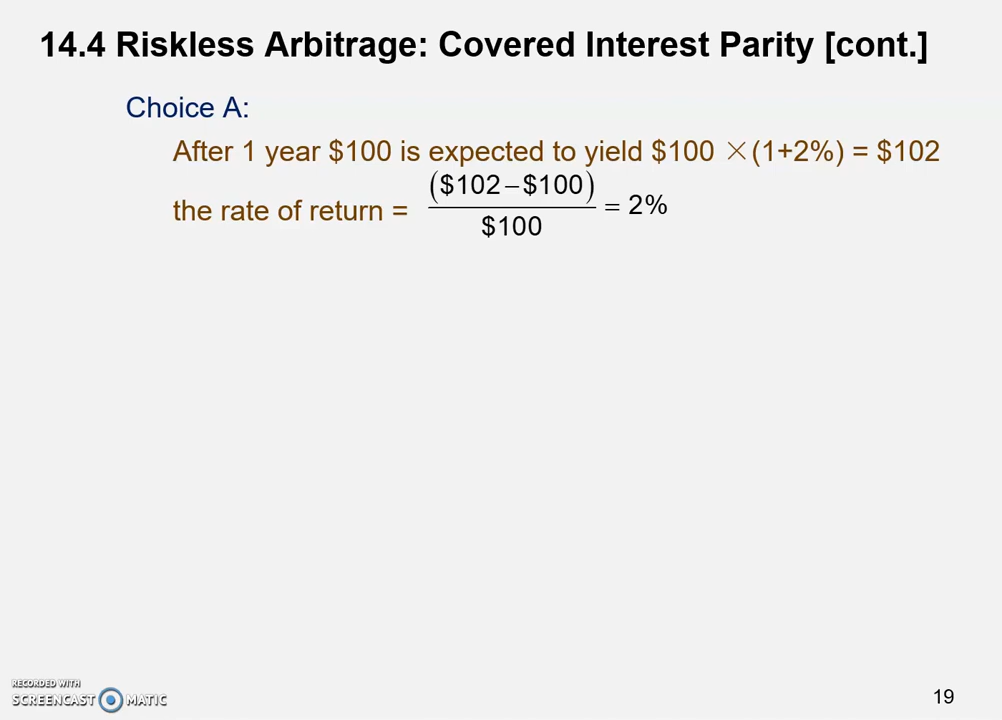 14.4 Riskless Arbitrage: Covered Interest Parity [cont.]
Choice A:
After 1 year $100 is expected to yield $100 ×(1+2%) = $102
the rate of return = ($102–$100) / $100 = 2%
RECORDED WITH
SCREENCAST MATIC
19